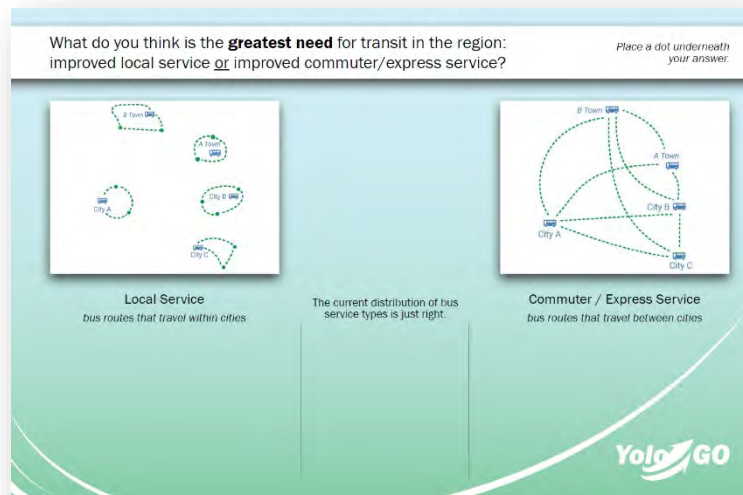 What do you think is the greatest need for transit in the region:
improved local service or improved commuter/express service?
Place a dot underneath
your answer.
B Town
A Town
City A
City B
City C
B Town
A Town
City B
City A
City C
Local Service
bus routes that travel within cities
The current distribution of bus
service types is just right.
Commuter / Express Service
bus routes that travel between cities
Yolo GO